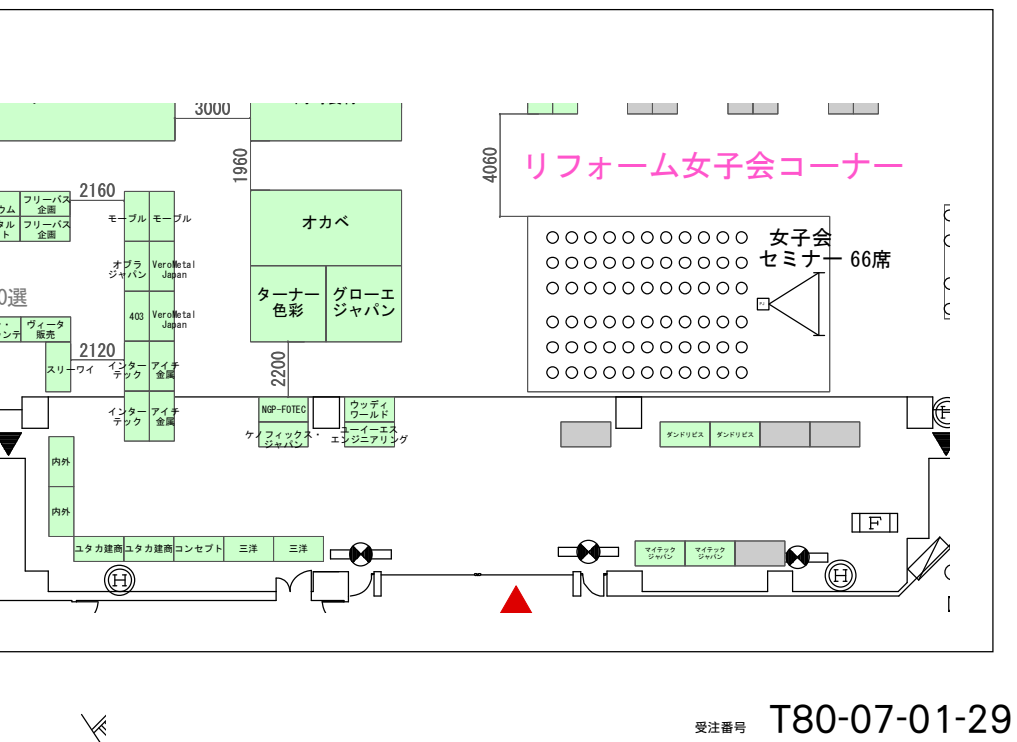 3000
1960
4060
リフォーム女子会コーナー
フリーバス
企画
2160
ウム
フリーバス
企画
ト
モーブル
モーブル
オカベ
女子会
セミナー 66席
オブラ
ジャパン
VeroMetal
Japan
0選
ターナー
色彩
グローエ
ジャパン
PJ
403
VeroMetal
Japan
ンテ
ヴィータ
販売
2120
スリーワイ
インター
テック
アイチ
金属
2200
インター
テック
アイチ
金属
NGP-FOTEC
ウッディ
ワールド
ケノフィックス・
ジャパン
ユーイーエス
エンジニアリング
ダンドリビス
ダンドリビス
内外
内外
F
ユタカ建商
ユタカ建商
コンセプト
三洋
三洋
マイテック
ジャパン
マイテック
ジャパン
H
H
受注番号
T80-07-01-29